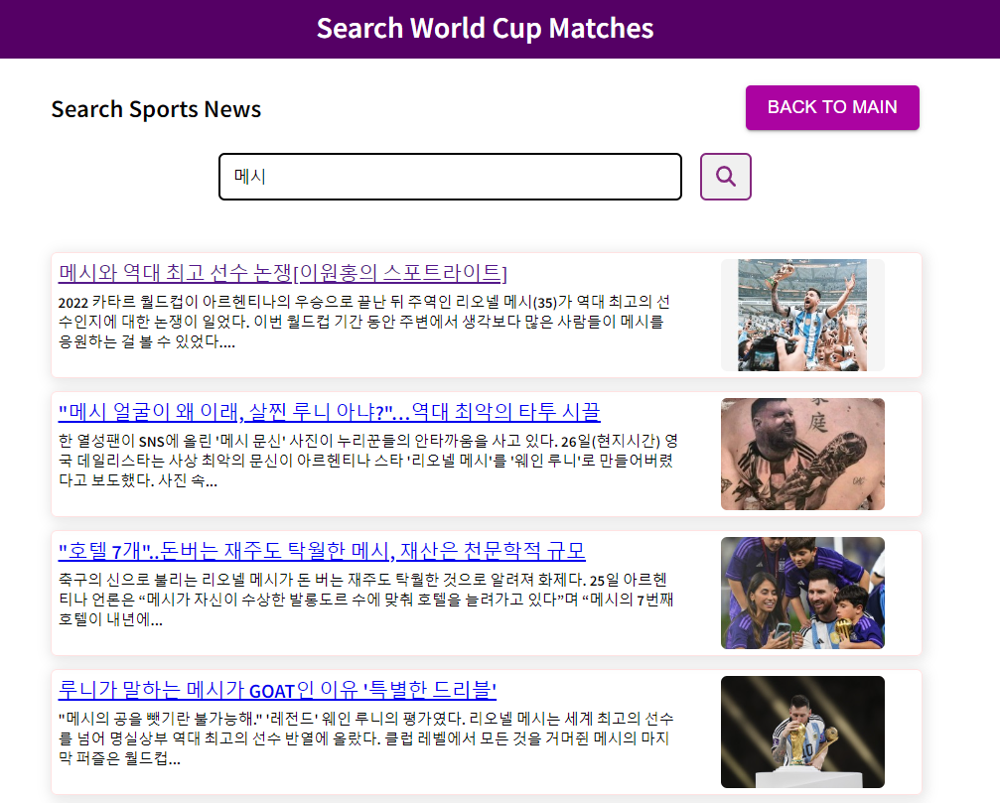 Search World Cup Matches
Search Sports News
BACK TO MAIN
메시
메시와 역대 최고 선수 논쟁[이원홍의 스포트라이트]
2022 카타르 월드컵이 아르헨티나의 우승으로 끝난 뒤 주역인 리오넬 메시(35)가 역대 최고의 선
수인지에 대한 논쟁이 일었다. 이번 월드컵 기간 동안 주변에서 생각보다 많은 사람들이 메시를
응원하는 걸 볼 수 있었다....
"메시 얼굴이 왜 이래, 살찐 루니 아냐?"…역대 최악의 타투 시끌
한 열성팬이 SNS에 올린 '메시 문신' 사진이 누리꾼들의 안타까움을 사고 있다. 26일(현지시간) 영
국 데일리스타는 사상 최악의 문신이 아르헨티나 스타 '리오넬 메시'를 '웨인 루니'로 만들어버렸
다고 보도했다. 사진 속...
家
庭
"호텔 7개"..돈버는 재주도 탁월한 메시, 재산은 천문학적 규모
축구의 신으로 불리는 리오넬 메시가 돈 버는 재주도 탁월한 것으로 알려져 화제다. 25일 아르헨
티나 언론은 “메시가 자신이 수상한 발롱도르 수에 맞춰 호텔을 늘려가고 있다”며 “메시의 7번째
호텔이 내년에...
루니가 말하는 메시가 GOAT인 이유 '특별한 드리블'
"메시의 공을 뺏기란 불가능해." '레전드' 웨인 루니의 평가였다. 리오넬 메시는 세계 최고의 선수
를 넘어 명실상부 역대 최고의 선수 반열에 올랐다. 클럽 레벨에서 모든 것을 거머쥔 메시의 마지
막 퍼즐은 월드컵...
10